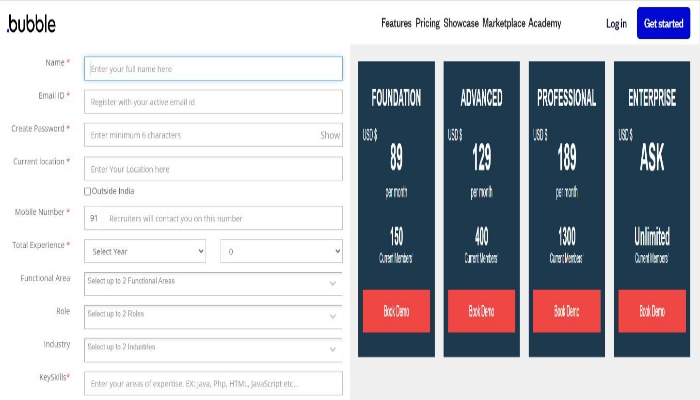 .bubble
Features Pricing Showcase Marketplace Academy
Log in
Get started
Name *
Enter your full name here
Email ID *
Register with your active email id
Create Password *
Enter minimum 6 characters
Show
Current location *
Enter Your Location here
Outside India
Mobile Number *
91 Recruiters will contact you on this number
Total Experience *
Select Year
0
Functional Area
Select up to 2 Functional Areas
Role
Select up to 2 Roles
Industry
Select up to 2 Industries
KeySkills*
Enter your areas of expertise. EX: Java, Php, HTML, JavaScript etc...
FOUNDATION
USD $
89
per month
150
Current Members'
Book Demo
ADVANCED
USD $
129
per month
400
Current Members'
Book Demo
PROFESSIONAL
USD $
189
per month
1300
Current Members'
Book Demo
ENTERPRISE
USD $
ASK
Unlimited
Current Members'
Book Demo